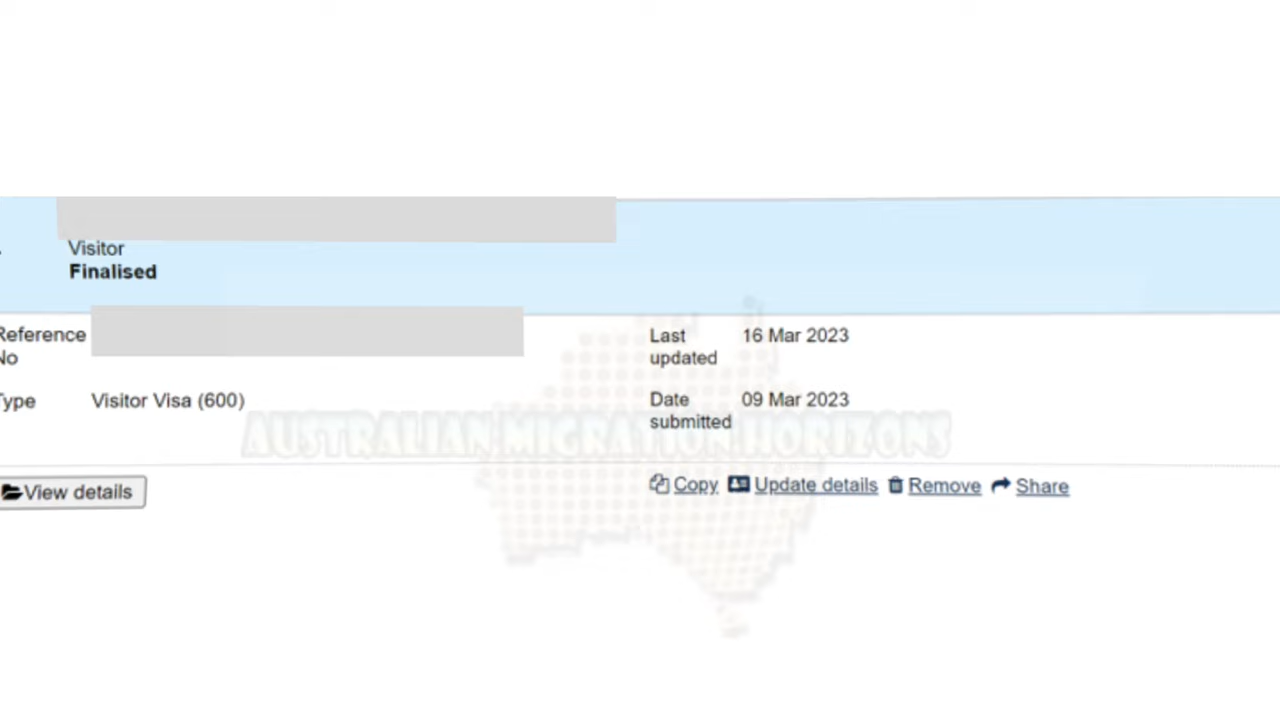 Visitor
Finalised
Reference No
Last updated 16 Mar 2023
Type Visitor Visa (600)
Date submitted 09 Mar 2023
AUSTRALIAN MIGRATION HORIZONS
View details
Copy Update details Remove Share